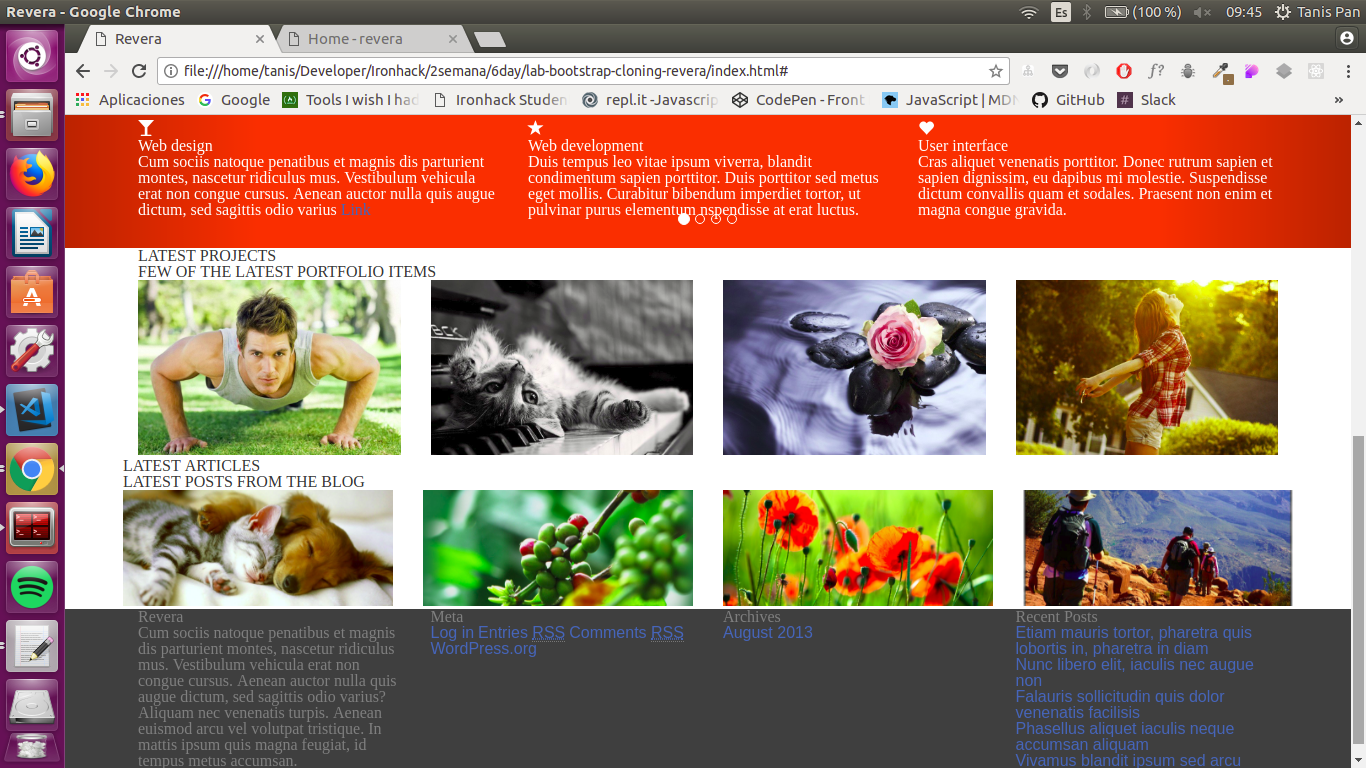 Revera - Google Chrome
Es
(100 %)
09:45
Tanis Pan
Revera
Home - revera
file:///home/tanis/Developer/Ironhack/2semana/6day/lab-bootstrap-cloning-revera/index.html#
f?
Aplicaciones
Google
Tools I wish I had
Ironhack Studen
repl.it -Javascrip
CodePen - Front
JavaScript | MDN
GitHub
Slack
»
Web design
Cum sociis natoque penatibus et magnis dis parturient
montes, nascetur ridiculus mus. Vestibulum vehicula
erat non congue cursus. Aenean auctor nulla quis augue
dictum, sed sagittis odio varius Link
Web development
Duis tempus leo vitae ipsum viverra, blandit
condimentum sapien porttitor. Duis porttitor sed metus
eget mollis. Curabitur bibendum imperdiet tortor, ut
pulvinar purus elementum nspendisse at erat luctus.
User interface
Cras aliquet venenatis porttitor. Donec rutrum sapien et
sapien dignissim, eu dapibus mi molestie. Suspendisse
dictum convallis quam et sodales. Praesent non enim et
magna congue gravida.
LATEST PROJECTS
FEW OF THE LATEST PORTFOLIO ITEMS
LATEST ARTICLES
LATEST POSTS FROM THE BLOG
Revera
Cum sociis natoque penatibus et magnis
dis parturient montes, nascetur ridiculus
mus. Vestibulum vehicula erat non
congue cursus. Aenean auctor nulla quis
augue dictum, sed sagittis odio varius?
Aliquam nec venenatis turpis. Aenean
euismod arcu vel volutpat tristique. In
mattis ipsum quis magna feugiat, id
tempus metus accumsan.
Meta
Log in Entries RSS Comments RSS
WordPress.org
Archives
August 2013
Recent Posts
Etiam mauris tortor, pharetra quis
lobortis in, pharetra in diam
Nunc libero elit, iaculis nec augue
non
Falauris sollicitudin quis dolor
venenatis facilisis
Phasellus aliquet iaculis neque
accumsan aliquam
Vivamus blandit ipsum sed arcu